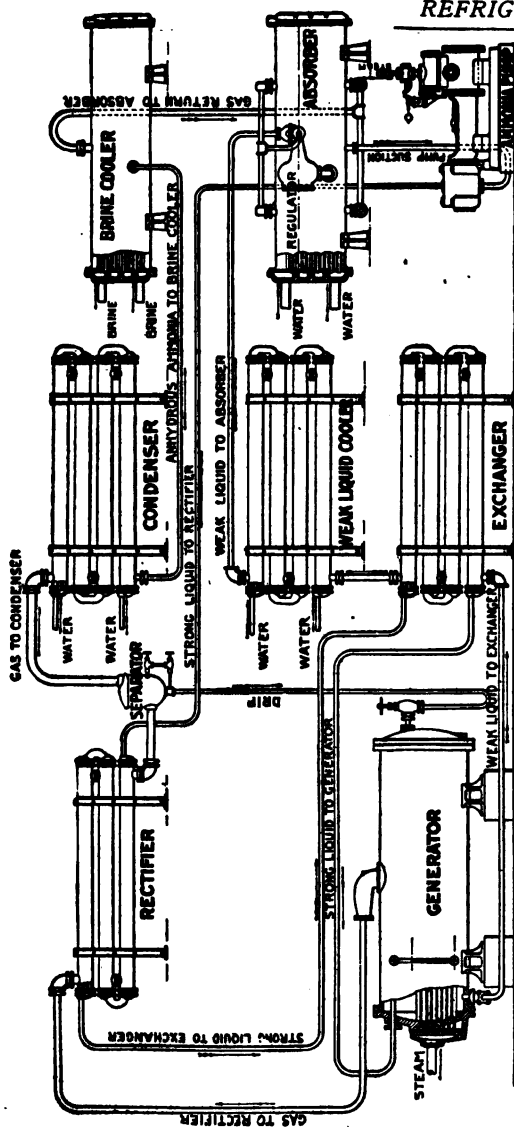 REFRIG
GAS TO CONDENSER
WATER
WATER
CONDENSER
ANHYDROUS AMMONIA TO BRINE COOLER
BRINE
BRINE
BRINE COOLER
GAS RETURN TO ABSORBER
ABSORBER
REGULATOR
WATER
WATER
PUMP SUCTION
AMMONIA PUMP
SEPARATOR
STRONG LIQUID TO RECTIFIER
WEAK LIQUID TO ABSORBER
WATER
WATER
WEAK LIQUID COOLER
RECTIFIER
DRIP
STRONG LIQUID TO GENERATOR
EXCHANGER
WEAK LIQUID TO EXCHANGER
STRONG LIQUID TO EXCHANGER
GENERATOR
STEAM
GAS TO RECTIFIER